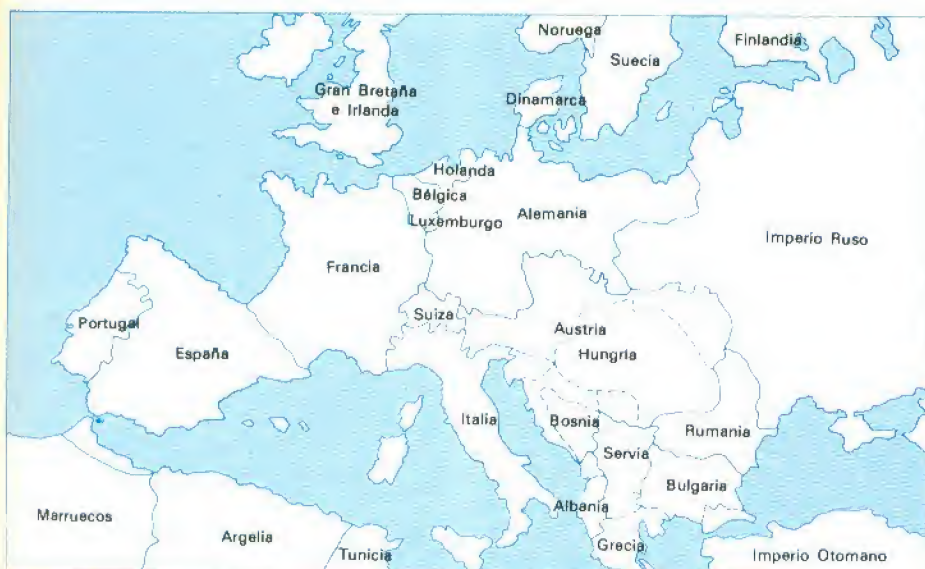 Noruega
Finlandia
Suecia
Gran Bretaña
e Irlanda
Dinamarca
Holanda
Bélgica
Luxemburgo
Alemania
Imperio Ruso
Francia
Suiza
Portugal
España
Austria
Hungría
Italia
Bosnia
Rumania
Servia
Bulgaria
Albania
Marruecos
Argelia
Tunicia
Grecia
Imperio Otomano